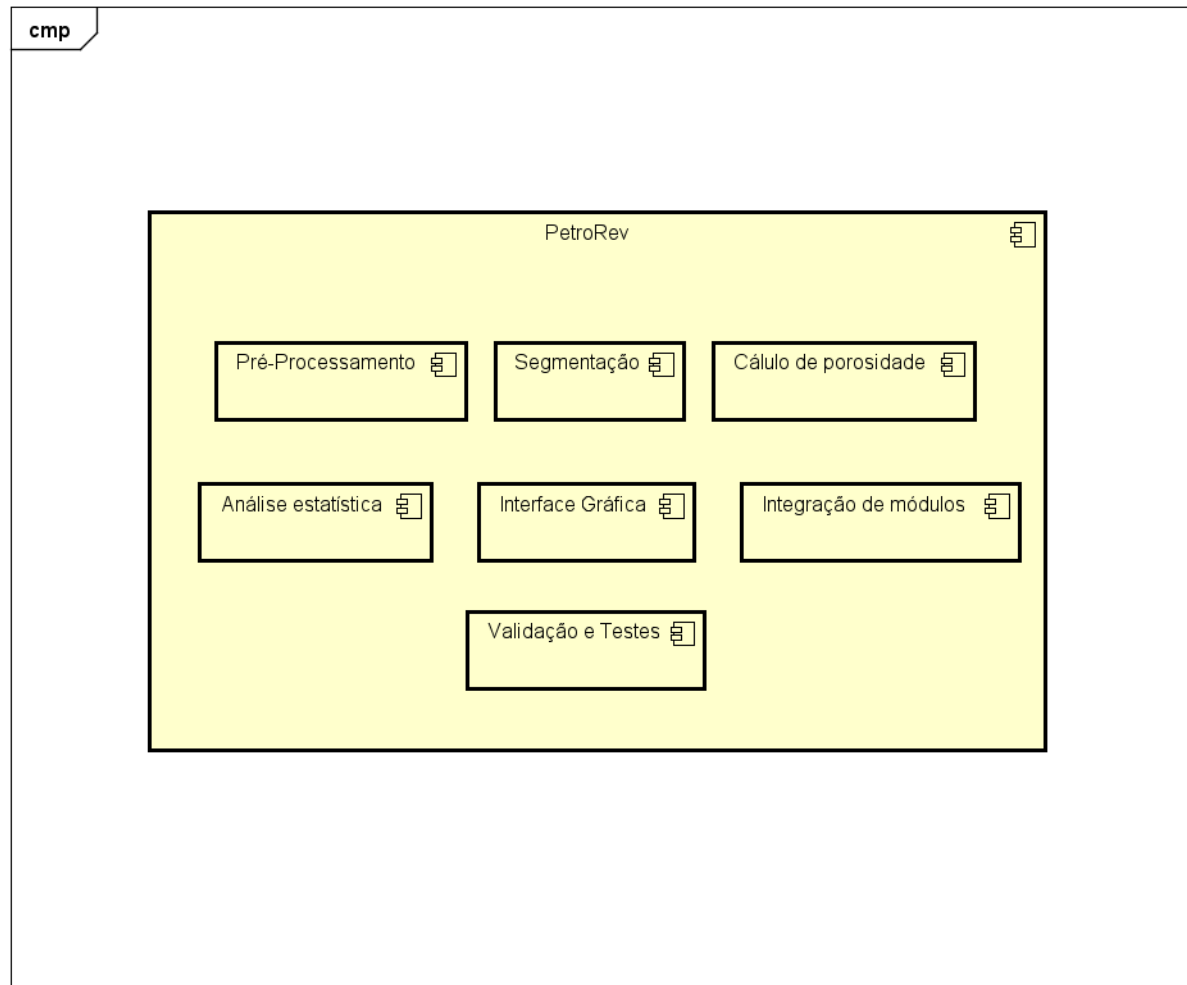 cmp
PetroRev
Pré-Processamento
Segmentação
Cálulo de porosidade
Análise estatística
Interface Gráfica
Integração de módulos
Validação e Testes